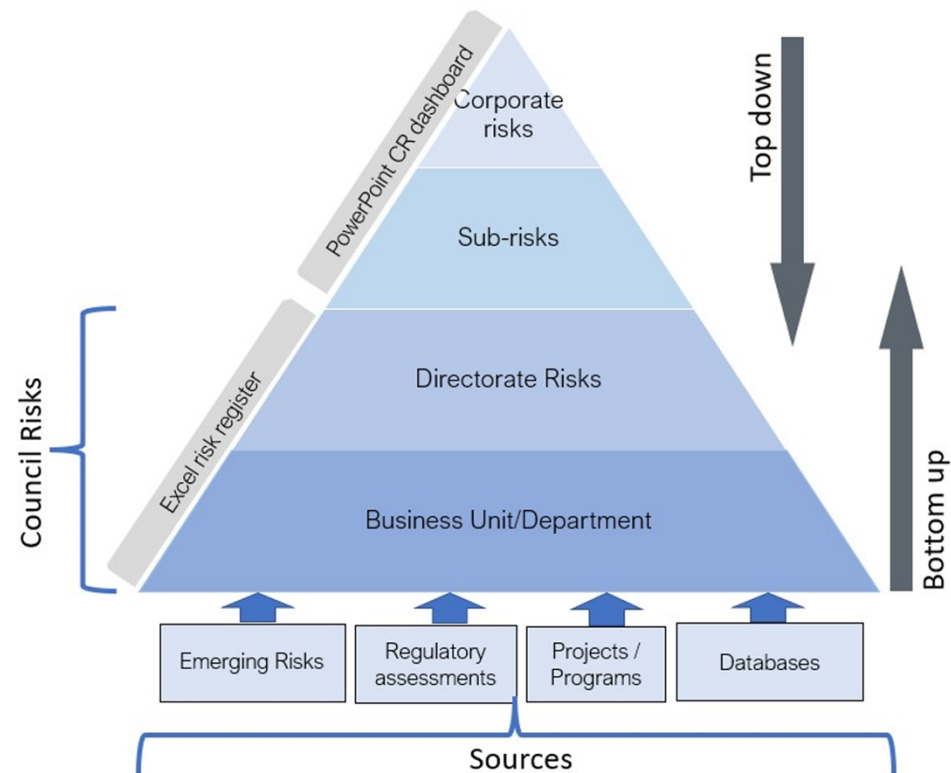 PowerPoint CR dashboard
Corporate
risks
Top down
Sub-risks
Council Risks
Excel risk register
Directorate Risks
Business Unit/Department
Bottom up
Emerging Risks
Regulatory
assessments
Projects /
Programs
Databases
Sources